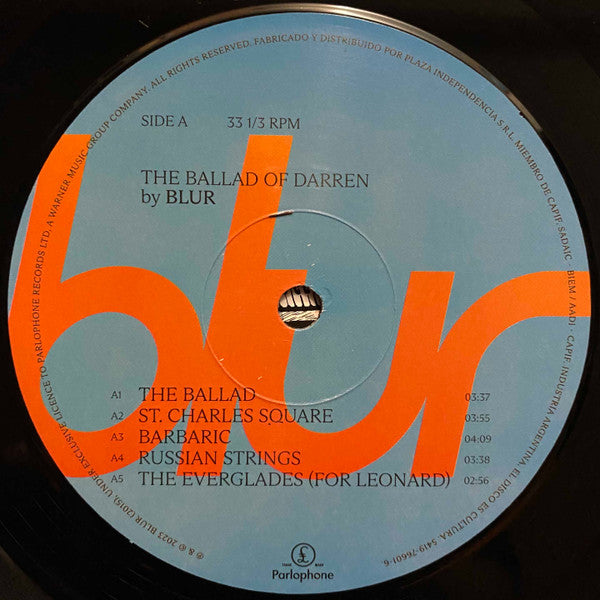 SIDE A 33 1/3 RPM
THE BALLAD OF DARREN
by BLUR
blur
A1 THE BALLAD 03:37
A2 ST. CHARLES SQUARE 03:55
A3 BARBARIC 04:09
A4 RUSSIAN STRINGS 03:38
A5 THE EVERGLADES (FOR LEONARD) 02:56
£
TRADE MARK
Parlophone
℗ & © 2023 BLUR (2015). UNDER EXCLUSIVE LICENCE TO PARLOPHONE RECORDS LTD. A WARNER MUSIC GROUP COMPANY. ALL RIGHTS RESERVED. FABRICADO Y DISTRIBUIDO POR PLAZA INDEPENDENCIA S.R.L. MIEMBRO DE CAPIF. SADAIC - BIEM / AADI - CAPIF. INDUSTRIA ARGENTINA. EL DISCO ES CULTURA. 5419-76601-6